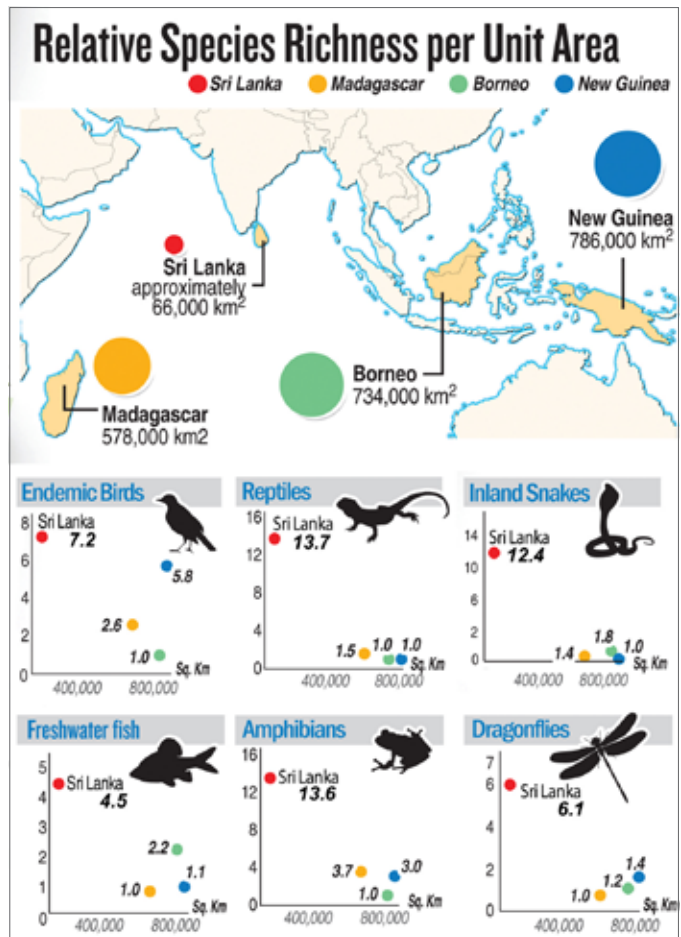 Relative Species Richness per Unit Area
Sri Lanka Madagascar Borneo New Guinea
New Guinea
786,000 km²
Sri Lanka
approximately
66,000 km²
Borneo
734,000 km²
Madagascar
578,000 km2
Endemic Birds
8
6
4
2
0
Sri Lanka
7.2
5.8
2.6
1.0
Sq. Km
400,000 800,000
Reptiles
16
12
8
4
0
Sri Lanka
13.7
1.5 1.0 1.0
400,000 800,000
Inland Snakes
14
10
6
2
0
Sri Lanka
12.4
1.8
1.4 1.0
Sq. Km
400,000 800,000
Freshwater fish
5
4
3
2
1
0
Sri Lanka
4.5
2.2
1.0 1.1
Sq. Km
400,000 800,000
Amphibians
16
12
8
4
0
Sri Lanka
13.6
3.7 3.0
1.0
Sq. Km
400,000 800,000
Dragonflies
7
6
4
2
0
Sri Lanka
6.1
1.4
1.2
1.0
Sq. Km
400,000 800,000